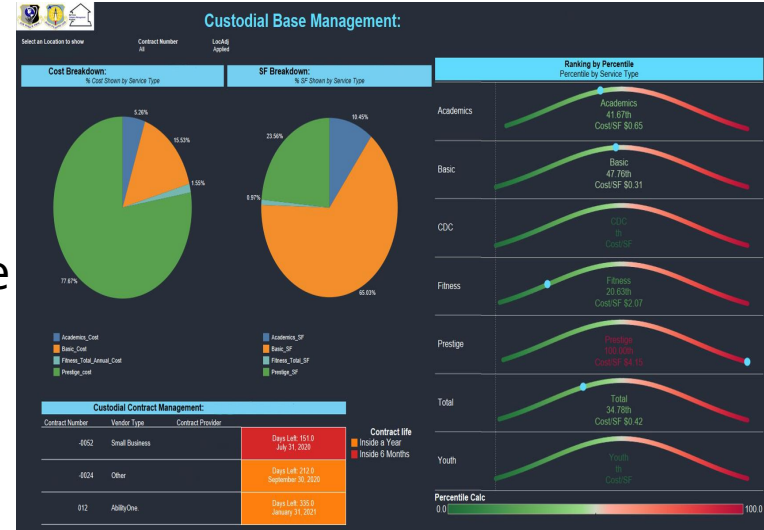 Custodial Base Management:
Select an Location to show
Contract Number
All
LocAdj
Applied
Cost Breakdown:
% Cost Shown by Service Type
5.26%
15.53%
1.55%
77.67%
Academics_Cost
Basic_Cost
Fitness_Total_Annual_Cost
Prestige_cost
SF Breakdown:
% SF Shown by Service Type
10.45%
23.56%
0.97%
65.03%
Academics_SF
Basic_SF
Fitness_Total_SF
Prestige_SF
Ranking by Percentile
Percentile by Service Type
Academics
Academics
41.67th
Cost/SF $0.65
Basic
Basic
47.76th
Cost/SF $0.31
CDC
CDC
th
Cost/SF
Fitness
Fitness
20.63th
Cost/SF $2.07
Prestige
Prestige
100.00th
Cost/SF $4.15
Total
Total
34.78th
Cost/SF $0.42
Youth
Youth
th
Cost/SF
Percentile Calc
0.0 100.0
Custodial Contract Management:
Contract Number Vendor Type Contract Provider
-0052 Small Business Days Left: 151.0
July 31, 2020
-0024 Other Days Left: 212.0
September 30, 2020
012 AbilityOne. Days Left: 335.0
January 31, 2021
Contract life
Inside a Year
Inside 6 Months
e